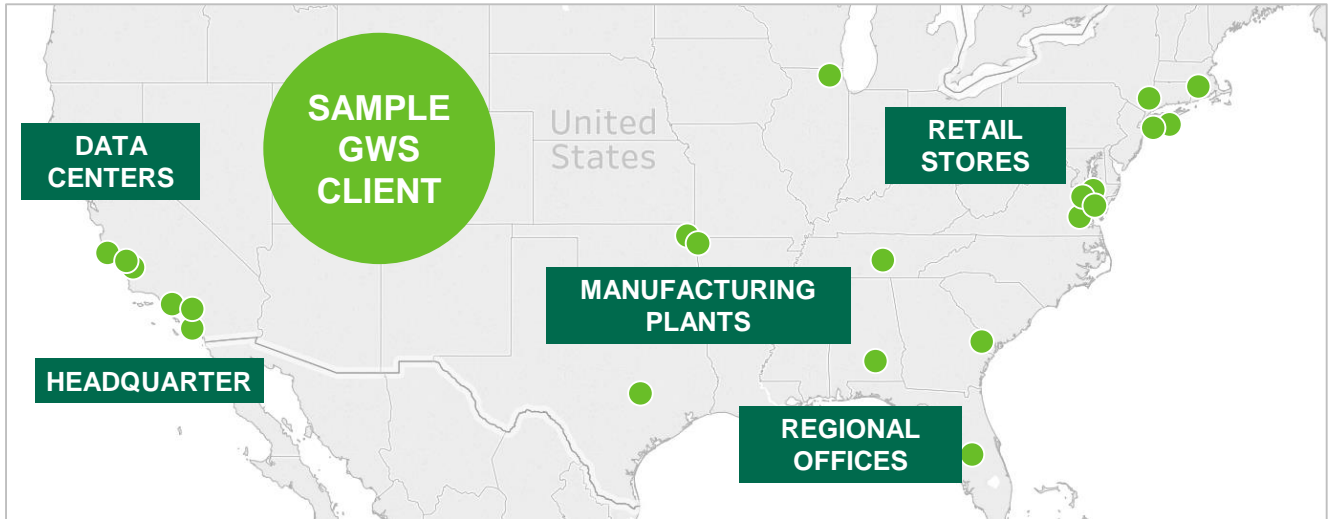 SAMPLE
GWS
CLIENT
United
States
DATA
CENTERS
RETAIL
STORES
MANUFACTURING
PLANTS
HEADQUARTER
REGIONAL
OFFICES